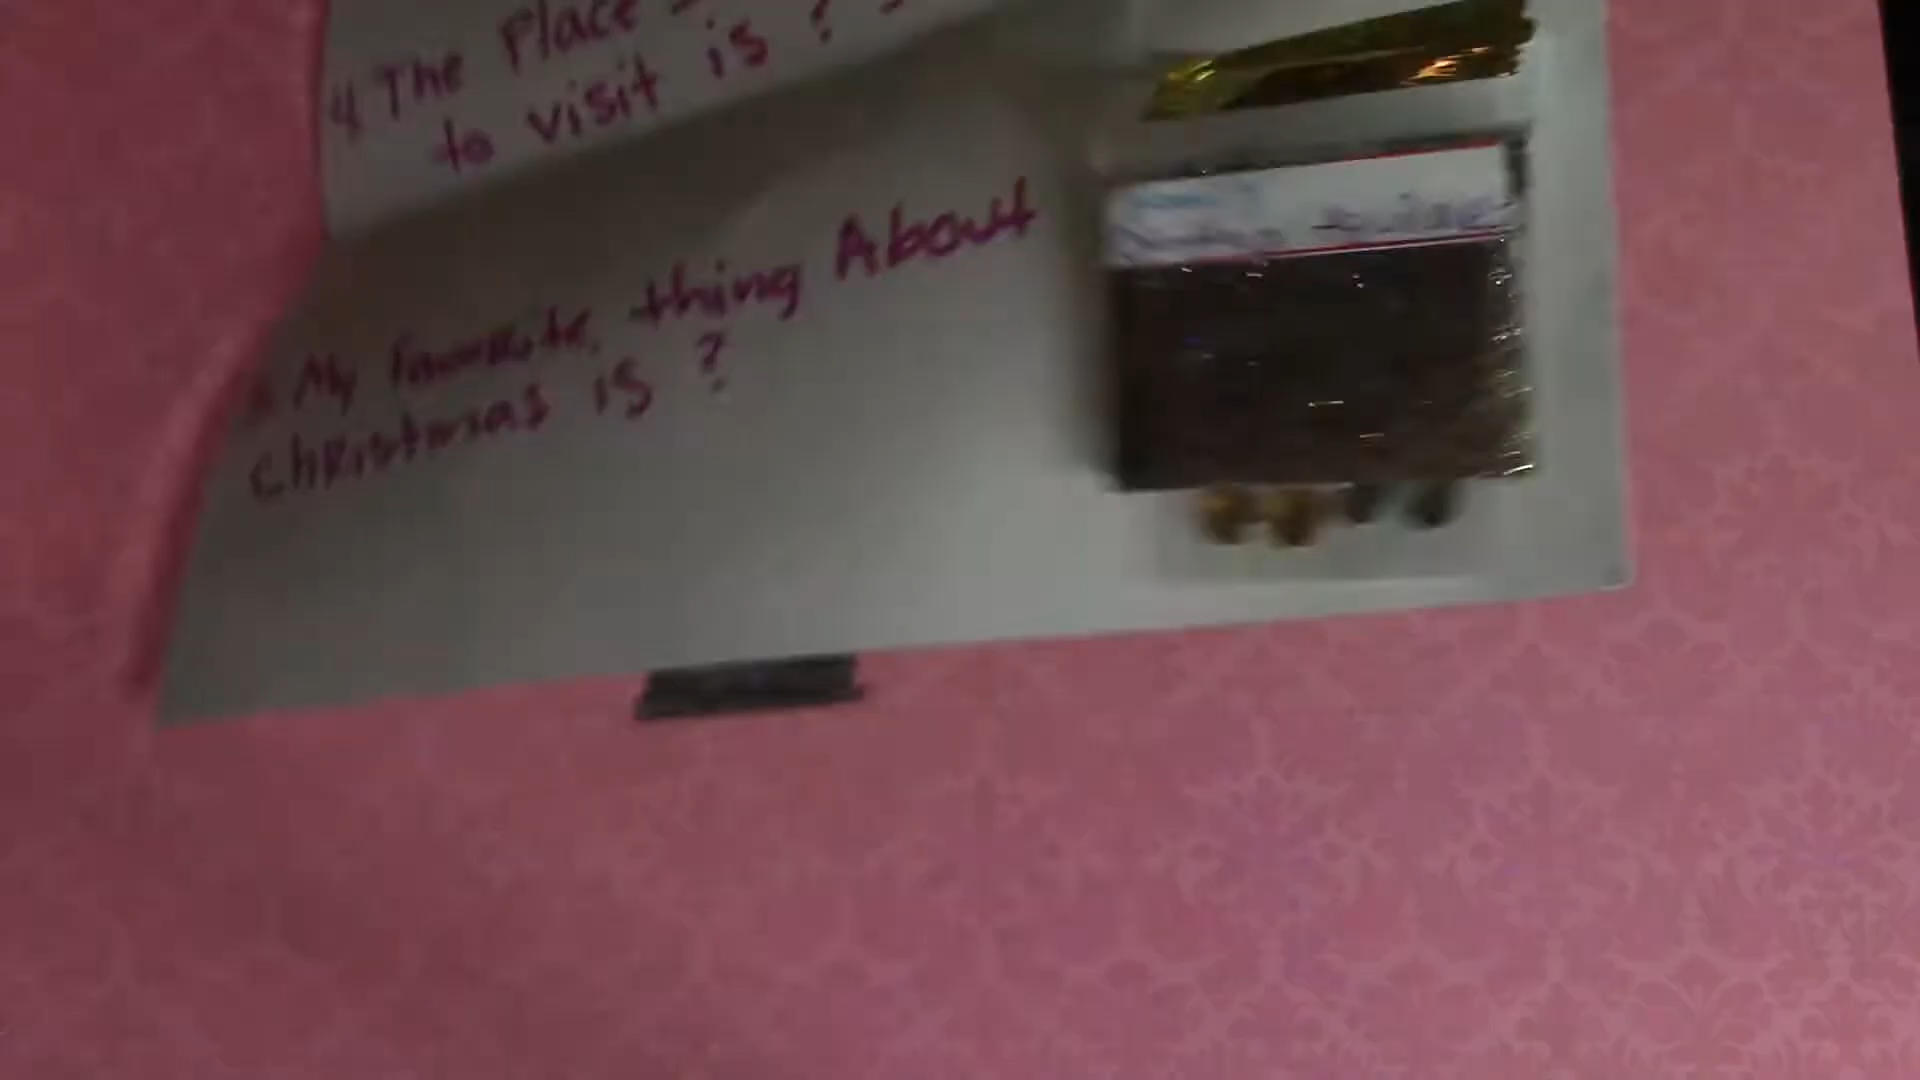 4 The Place
to visit is ?
My favorite thing About
christmas is ?